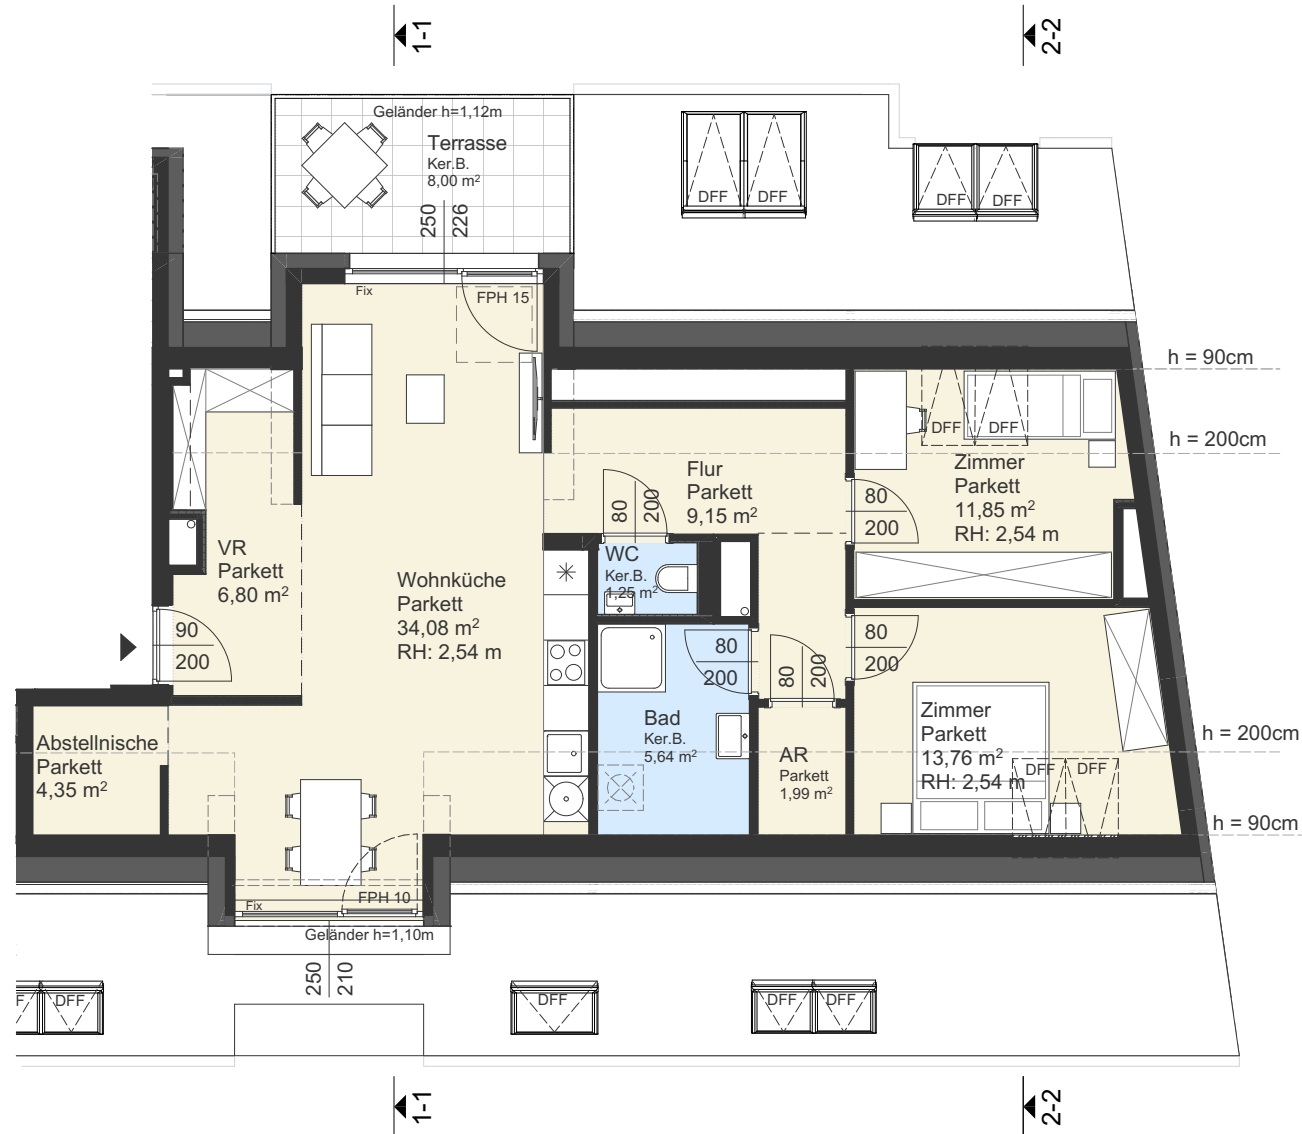 1-1
2-2
Geländer h=1,12m
Terrasse
Ker.B.
8,00 m²
250
226
DFF
DFF
DFF
DFF
Fix
FPH 15
h = 90cm
h = 200cm
DFF
DFF
Zimmer
Parkett
11,85 m²
RH: 2,54 m
Flur
Parkett
9,15 m²
80
200
80
200
WC
Ker.B.
1,25 m²
VR
Parkett
6,80 m²
Wohnküche
Parkett
34,08 m²
RH: 2,54 m
90
200
80
200
80
200
80
200
Zimmer
Parkett
13,76 m²
RH: 2,54 m
DFF
DFF
Bad
Ker.B.
5,64 m²
AR
Parkett
1,99 m²
Abstellnische
Parkett
4,35 m²
h = 200cm
h = 90cm
Fix
FPH 10
Geländer h=1,10m
250
210
F
DFF
DFF
DFF
DFF
1-1
2-2